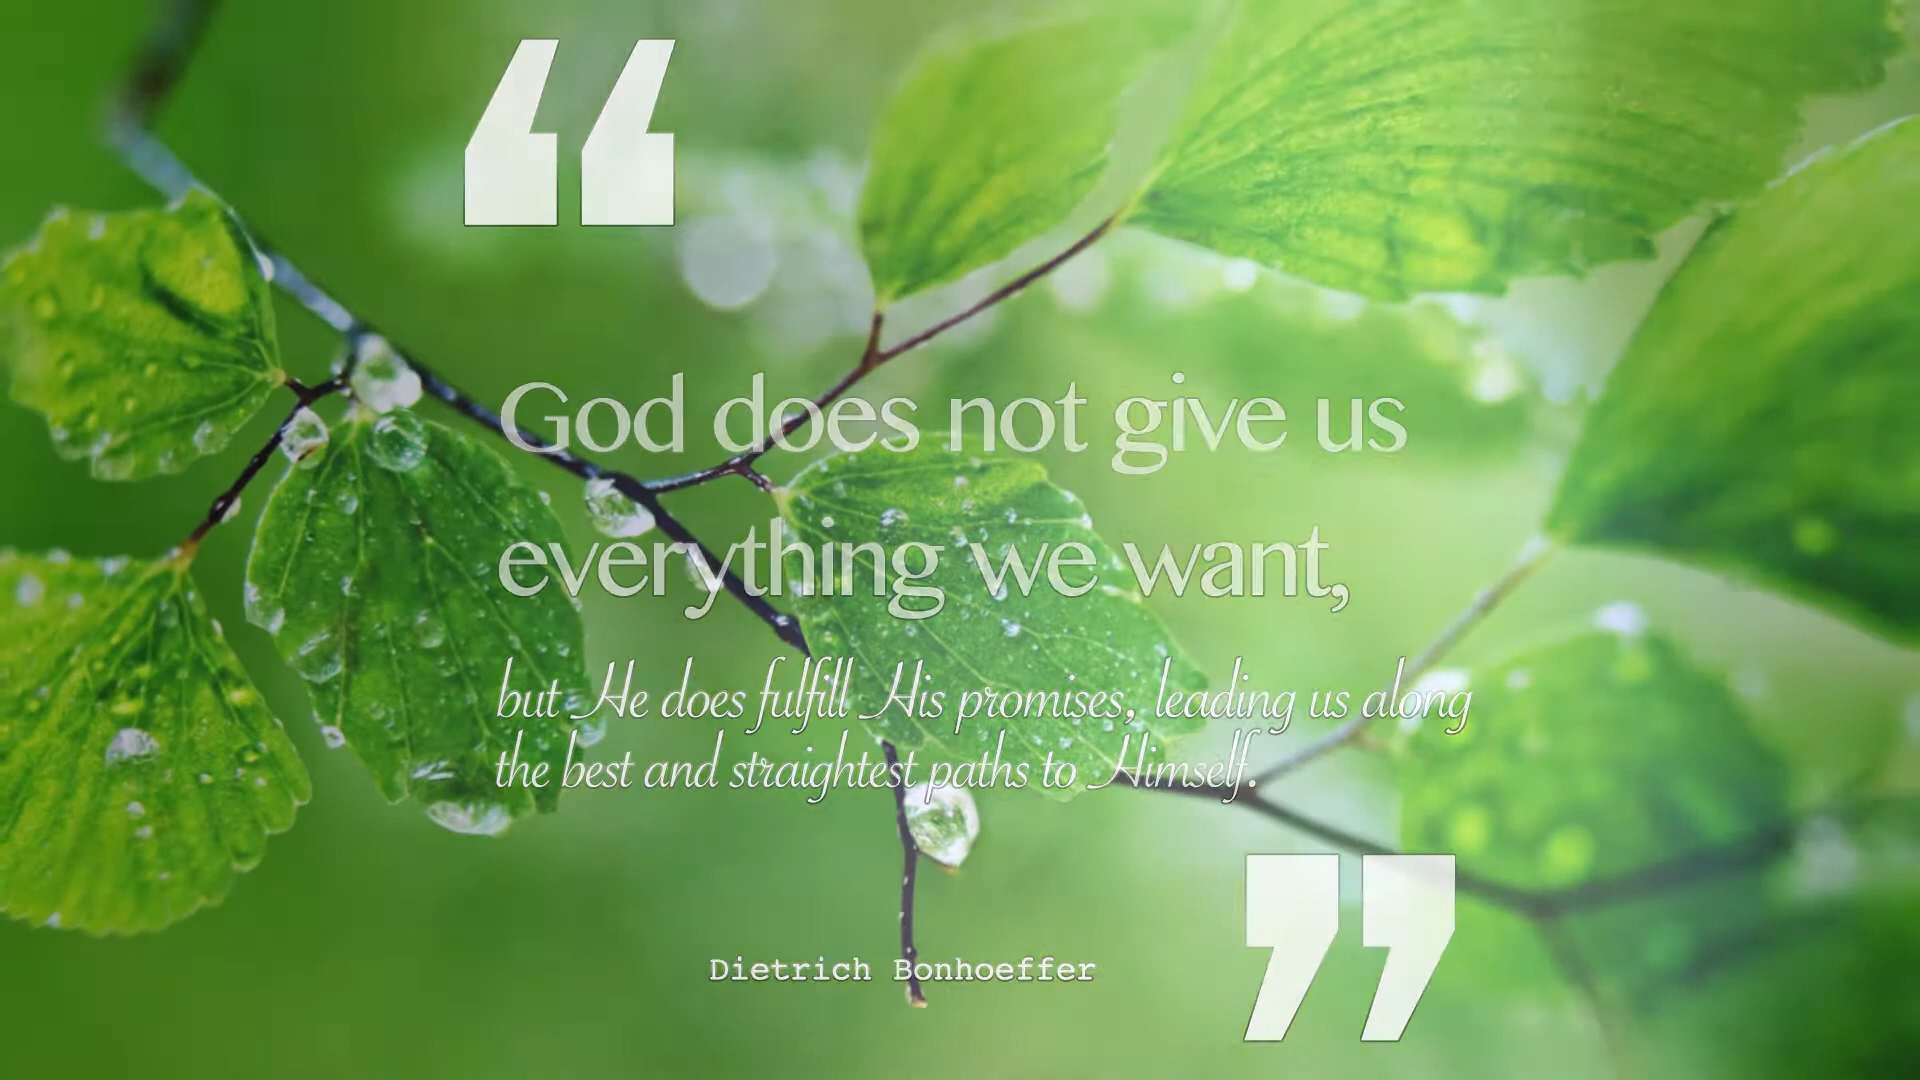 “
God does not give us
everything we want,
but He does fulfill His promises, leading us along
the best and straightest paths to Himself.
”
Dietrich Bonhoeffer